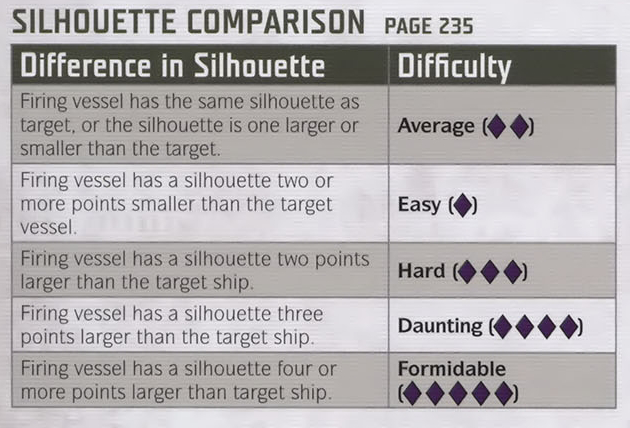 SILHOUETTE COMPARISON PAGE 235
Difference in Silhouette Difficulty
Firing vessel has the same silhouette as
target, or the silhouette is one larger or
smaller than the target.
Average (♦♦)
Firing vessel has a silhouette two or
more points smaller than the target
vessel.
Easy (♦)
Firing vessel has a silhouette two points
larger than the target ship.
Hard (♦♦♦)
Firing vessel has a silhouette three
points larger than the target ship.
Daunting (♦♦♦♦)
Firing vessel has a silhouette four or
more points larger than target ship.
Formidable
(♦♦♦♦♦)